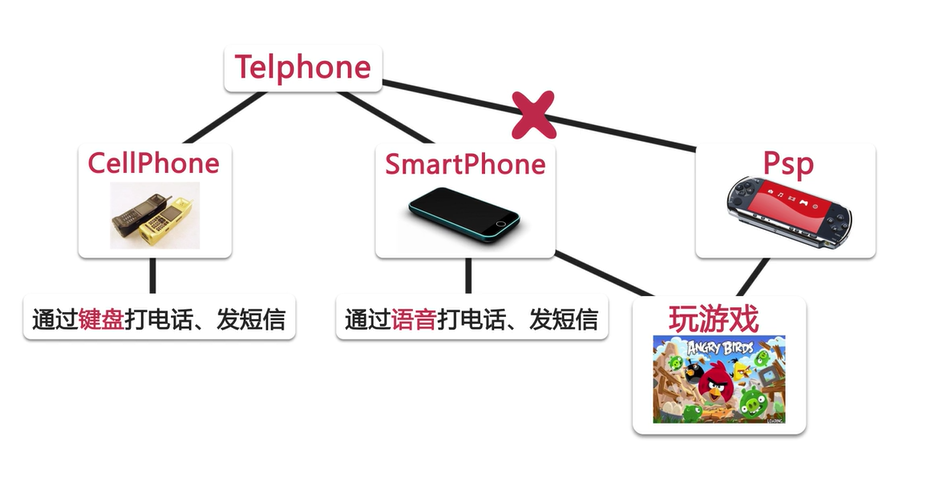 Telphone
CellPhone
SmartPhone
Psp
通过键盘打电话、发短信
通过语音打电话、发短信
玩游戏
ANGRY BIRDS